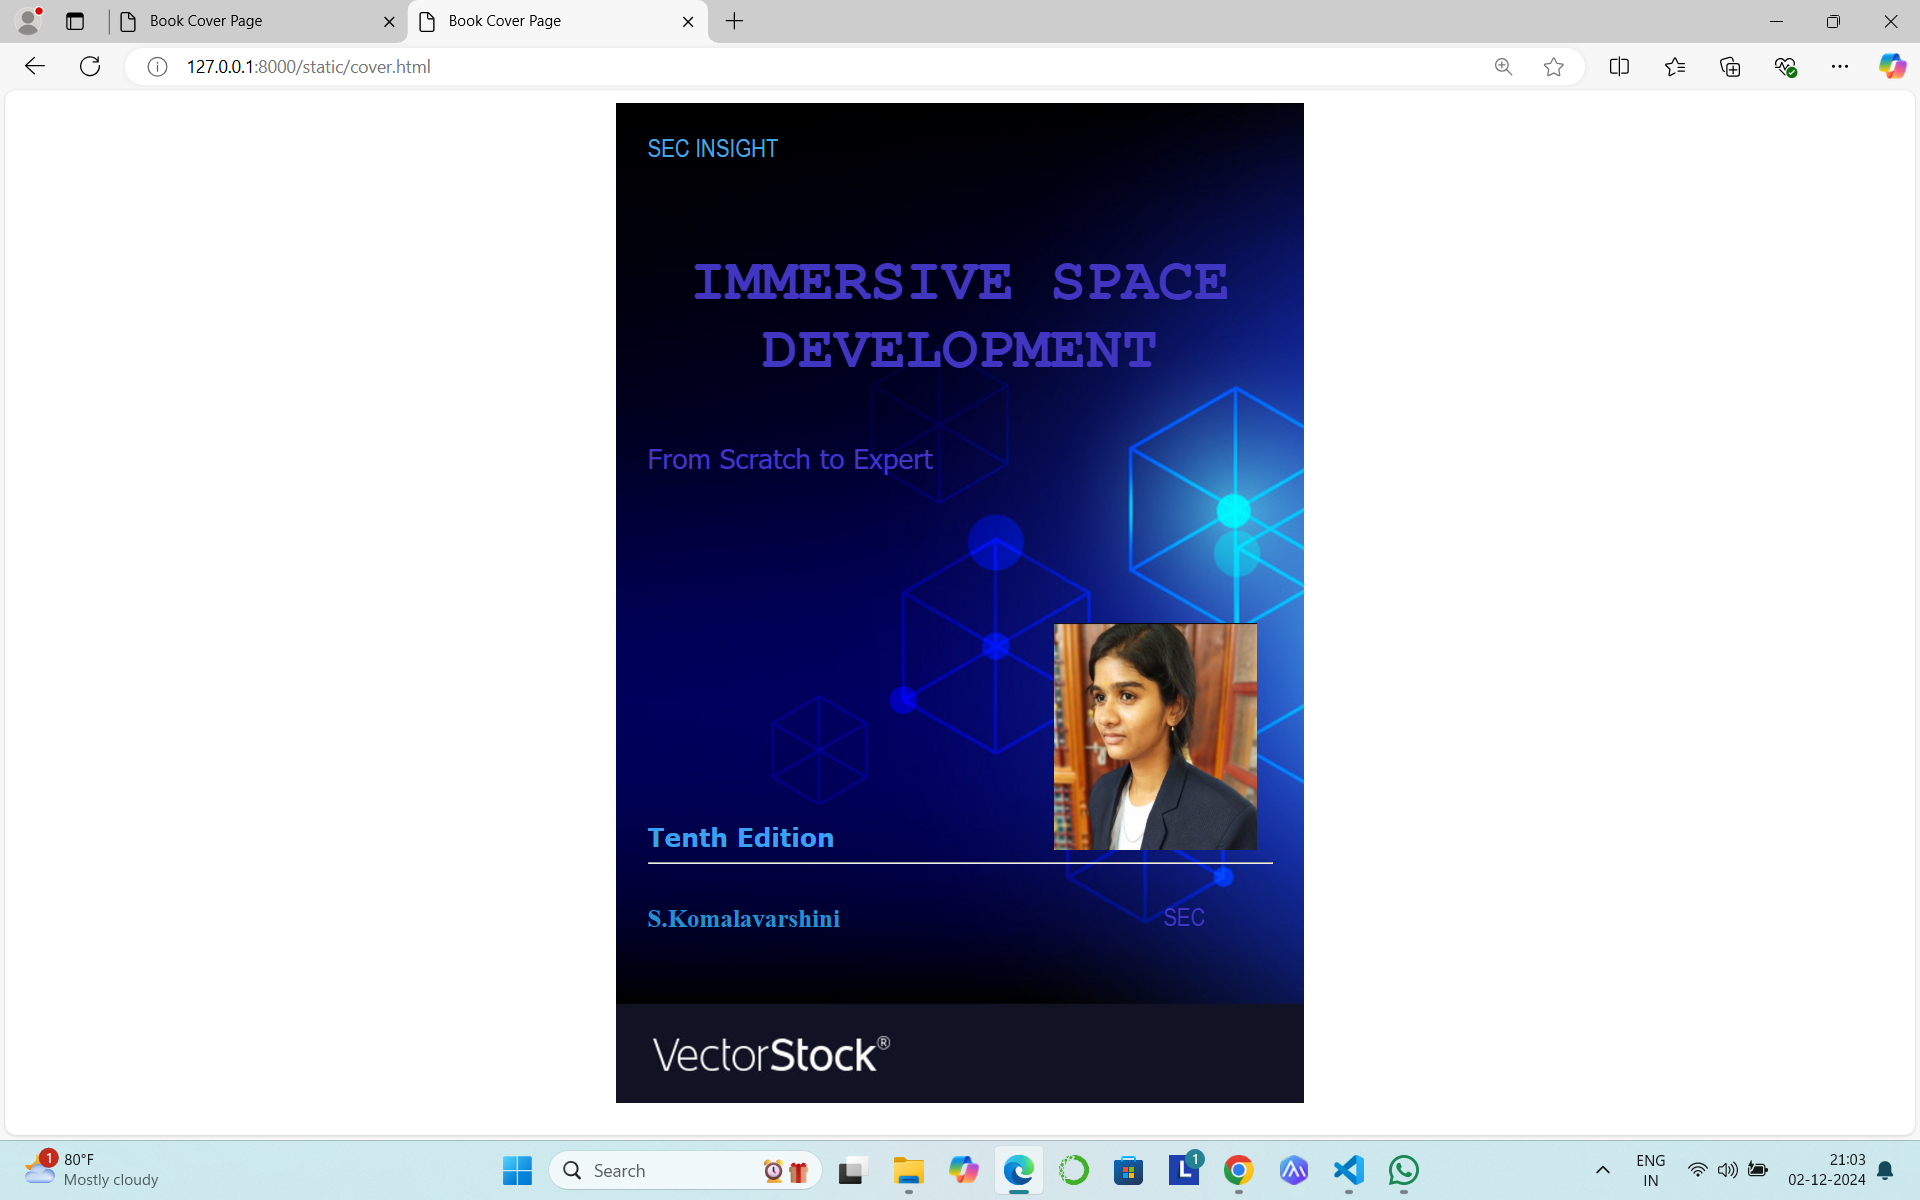 Book Cover Page
Book Cover Page
127.0.0.1:8000/static/cover.html
SEC INSIGHT
IMMERSIVE SPACE
DEVELOPMENT
From Scratch to Expert
Tenth Edition
S.Komalavarshini
SEC
VectorStock®
1
80°F
Mostly cloudy
Search
L
1
ENG
IN
21:03
02-12-2024